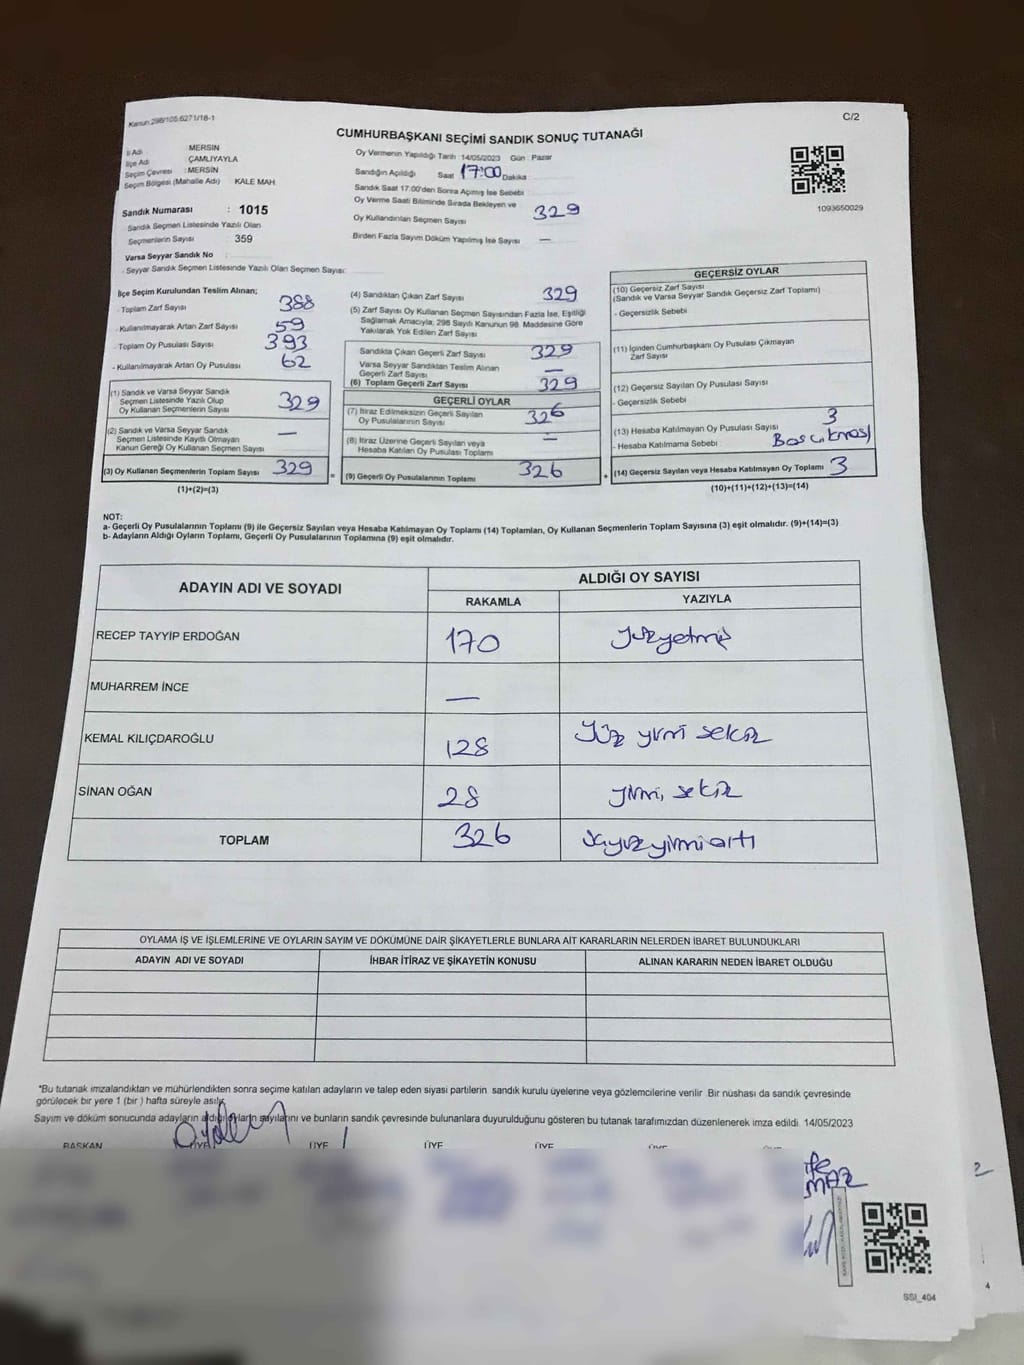 Kanun:298/105:6271/18-1
C/2
CUMHURBAŞKANI SEÇİMİ SANDIK SONUÇ TUTANAĞI
İl Adı : MERSİN
İlçe Adı : ÇAMLIYAYLA
Seçim Çevresi : MERSİN
Seçim Bölgesi (Mahalle Adı) : KALE MAH.
Sandık Numarası : 1015
Sandık Seçmen Listesinde Yazılı Olan
Seçmenlerin Sayısı : 359
Varsa Seyyar Sandık No :
- Seyyar Sandık Seçmen Listesinde Yazılı Olan Seçmen Sayısı:
Oy Vermenin Yapıldığı Tarih : 14/05/2023 Gün : Pazar
Sandığın Açıldığı Saat 17:00 Dakika
Sandık Saat 17.00'den Sonra Açımış İse Sebebi
Oy Verme Saati Bitiminde Sırada Bekleyen ve
Oy Kullandırılan Seçmen Sayısı 329
Birden Fazla Sayım Döküm Yapılmış İse Sayısı —
1093650029
İlçe Seçim Kurulundan Teslim Alınan;
- Toplam Zarf Sayısı 388
- Kullanılmayarak Artan Zarf Sayısı 59
- Toplam Oy Pusulası Sayısı 393
- Kullanılmayarak Artan Oy Pusulası 62
(1) Sandık ve Varsa Seyyar Sandık
Seçmen Listesinde Yazılı Olup
Oy Kullanan Seçmenlerin Sayısı 329
(2) Sandık ve Varsa Seyyar Sandık
Seçmen Listesinde Kayıtlı Olmayan
Kanun Gereği Oy Kullanan Seçmen Sayısı —
(3) Oy Kullanan Seçmenlerin Toplam Sayısı 329
(1)+(2)=(3)
(4) Sandıktan Çıkan Zarf Sayısı 329
(5) Zarf Sayısı Oy Kullanan Seçmen Sayısından Fazla İse, Eşitliği
Sağlamak Amacıyla, 298 Sayılı Kanunun 98. Maddesine Göre
Yakılarak Yok Edilen Zarf Sayısı
Sandıkta Çıkan Geçerli Zarf Sayısı 329
Varsa Seyyar Sandıktan Teslim Alınan
Geçerli Zarf Sayısı —
(6) Toplam Geçerli Zarf Sayısı 329
GEÇERLİ OYLAR
(7) İtiraz Edilmeksizin Geçerli Sayılan
Oy Pusulalarının Sayısı 326
(8) İtiraz Üzerine Geçerli Sayılan veya
Hesaba Katılan Oy Pusulası Toplamı —
(9) Geçerli Oy Pusulalarının Toplamı 326
= +
GEÇERSİZ OYLAR
(10) Geçersiz Zarf Sayısı
(Sandık ve Varsa Seyyar Sandık Geçersiz Zarf Toplamı)
- Geçersizlik Sebebi
(11) İçinden Cumhurbaşkanı Oy Pusulası Çıkmayan
Zarf Sayısı
(12) Geçersiz Sayılan Oy Pusulası Sayısı
- Geçersizlik Sebebi
(13) Hesaba Katılmayan Oy Pusulası Sayısı 3
- Hesaba Katılmama Sebebi Boş çıkması
(14) Geçersiz Sayılan veya Hesaba Katılmayan Oy Toplamı 3
(10)+(11)+(12)+(13)=(14)
NOT:
a- Geçerli Oy Pusulalarının Toplamı (9) ile Geçersiz Sayılan veya Hesaba Katılmayan Oy Toplamı (14) Toplamları, Oy Kullanan Seçmenlerin Toplam Sayısına (3) eşit olmalıdır. (9)+(14)=(3)
b- Adayların Aldığı Oyların Toplamı, Geçerli Oy Pusulalarının Toplamına (9) eşit olmalıdır.
ADAYIN ADI VE SOYADI
ALDIĞI OY SAYISI
RAKAMLA YAZIYLA
RECEP TAYYİP ERDOĞAN 170 yüzyetmiş
MUHARREM İNCE —
KEMAL KILIÇDAROĞLU 128 Yüz yirmi sekiz
SİNAN OĞAN 28 yirmi sekiz
TOPLAM 326 üçyüzyirmialtı
OYLAMA İŞ VE İŞLEMLERİNE VE OYLARIN SAYIM VE DÖKÜMÜNE DAİR ŞİKAYETLERLE BUNLARA AİT KARARLARIN NELERDEN İBARET BULUNDUKLARI
ADAYIN ADI VE SOYADI İHBAR İTİRAZ VE ŞİKAYETİN KONUSU ALINAN KARARIN NEDEN İBARET OLDUĞU
*Bu tutanak imzalandıktan ve mühürlendikten sonra seçime katılan adayların ve talep eden siyasi partilerin sandık kurulu üyelerine veya gözlemcilerine verilir Bir nüshası da sandık çevresinde
görülecek bir yere 1 (bir) hafta süreyle asılır.
Sayım ve döküm sonucunda adayların aldığı oyların sayılarını ve bunların sandık çevresinde bulunanlara duyurulduğunu gösteren bu tutanak tarafımızdan düzenlenerek imza edildi. 14/05/2023
BAŞKAN ÜYE ÜYE ÜYE ÜYE
SSI_404
4